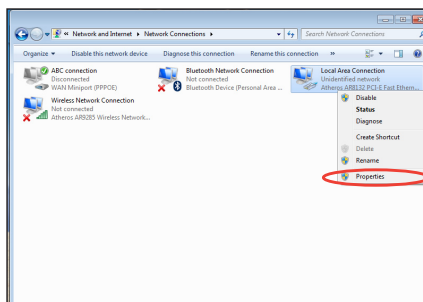 « Network and Internet ▸ Network Connections ▸
Search Network Connections
Organize ▾ Disable this network device Diagnose this connection Rename this connection »
ABC connection
Disconnected
WAN Miniport (PPPOE)
Bluetooth Network Connection
Not connected
Bluetooth Device (Personal Area ...
Local Area Connection
Unidentified network
Atheros AR8132 PCI-E Fast Ethern...
Wireless Network Connection
Not connected
Atheros AR9285 Wireless Network...
Disable
Status
Diagnose
Create Shortcut
Delete
Rename
Properties